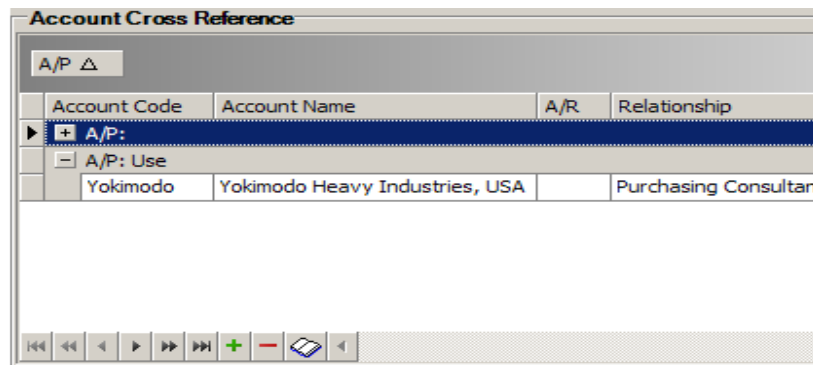 Account Cross Reference
A/P
Account Code Account Name A/R Relationship
A/P:
A/P: Use
Yokimodo Yokimodo Heavy Industries, USA Purchasing Consultan